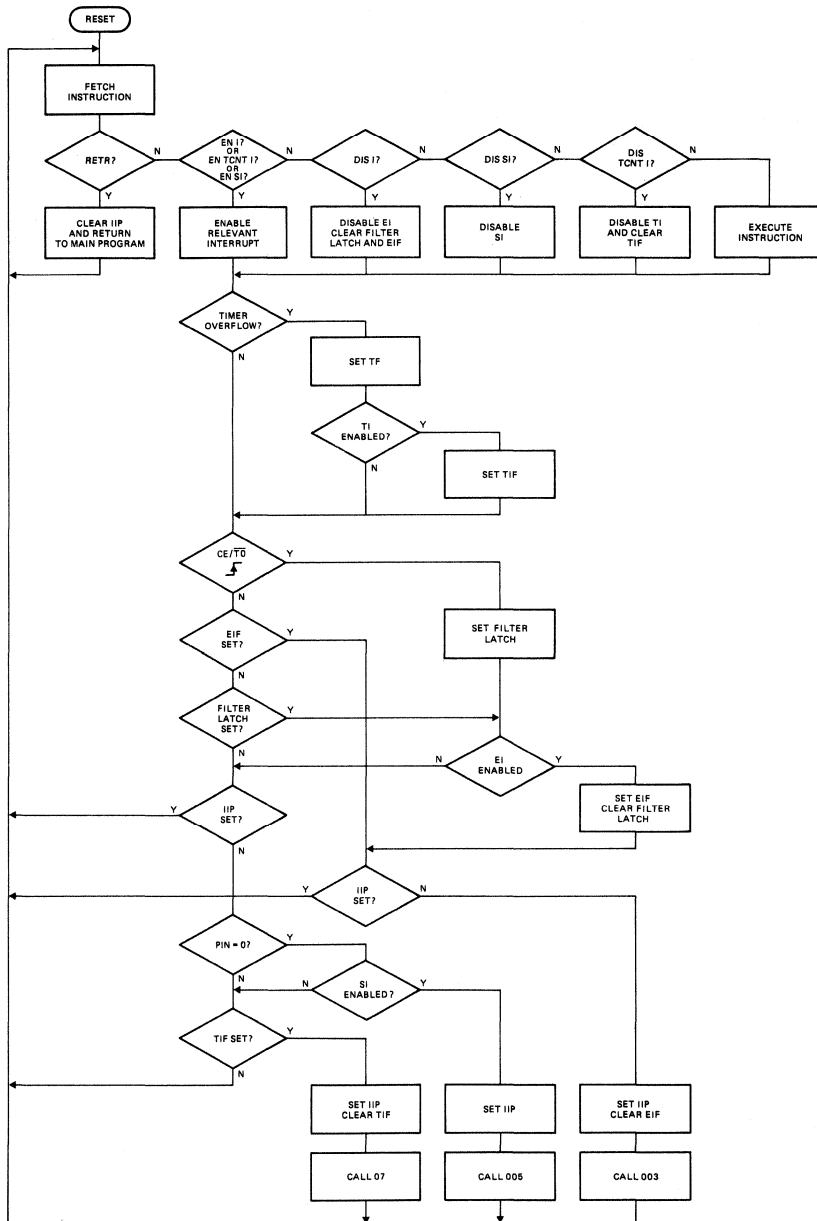 RESET
FETCH
INSTRUCTION
RETR?
N
Y
EN I?
OR
EN TCNT I?
OR
EN SI?
N
Y
DIS I?
N
Y
DIS SI?
N
Y
DIS
TCNT I?
N
Y
CLEAR IIP
AND RETURN
TO MAIN PROGRAM
ENABLE
RELEVANT
INTERRUPT
DISABLE EI
CLEAR FILTER
LATCH AND EIF
DISABLE
SI
DISABLE TI
AND CLEAR
TIF
EXECUTE
INSTRUCTION
TIMER
OVERFLOW?
Y
N
SET TF
TI
ENABLED?
Y
N
SET TIF
CE/T̅0̅
Y
N
SET FILTER
LATCH
EIF
SET?
Y
N
FILTER
LATCH
SET?
Y
N
EI
ENABLED
N
Y
SET EIF
CLEAR FILTER
LATCH
IIP
SET?
Y
N
IIP
SET?
Y
N
PIN = 0?
Y
N
SI
ENABLED?
N
Y
TIF SET?
Y
N
SET IIP
CLEAR TIF
SET IIP
SET IIP
CLEAR EIF
CALL 07
CALL 005
CALL 003